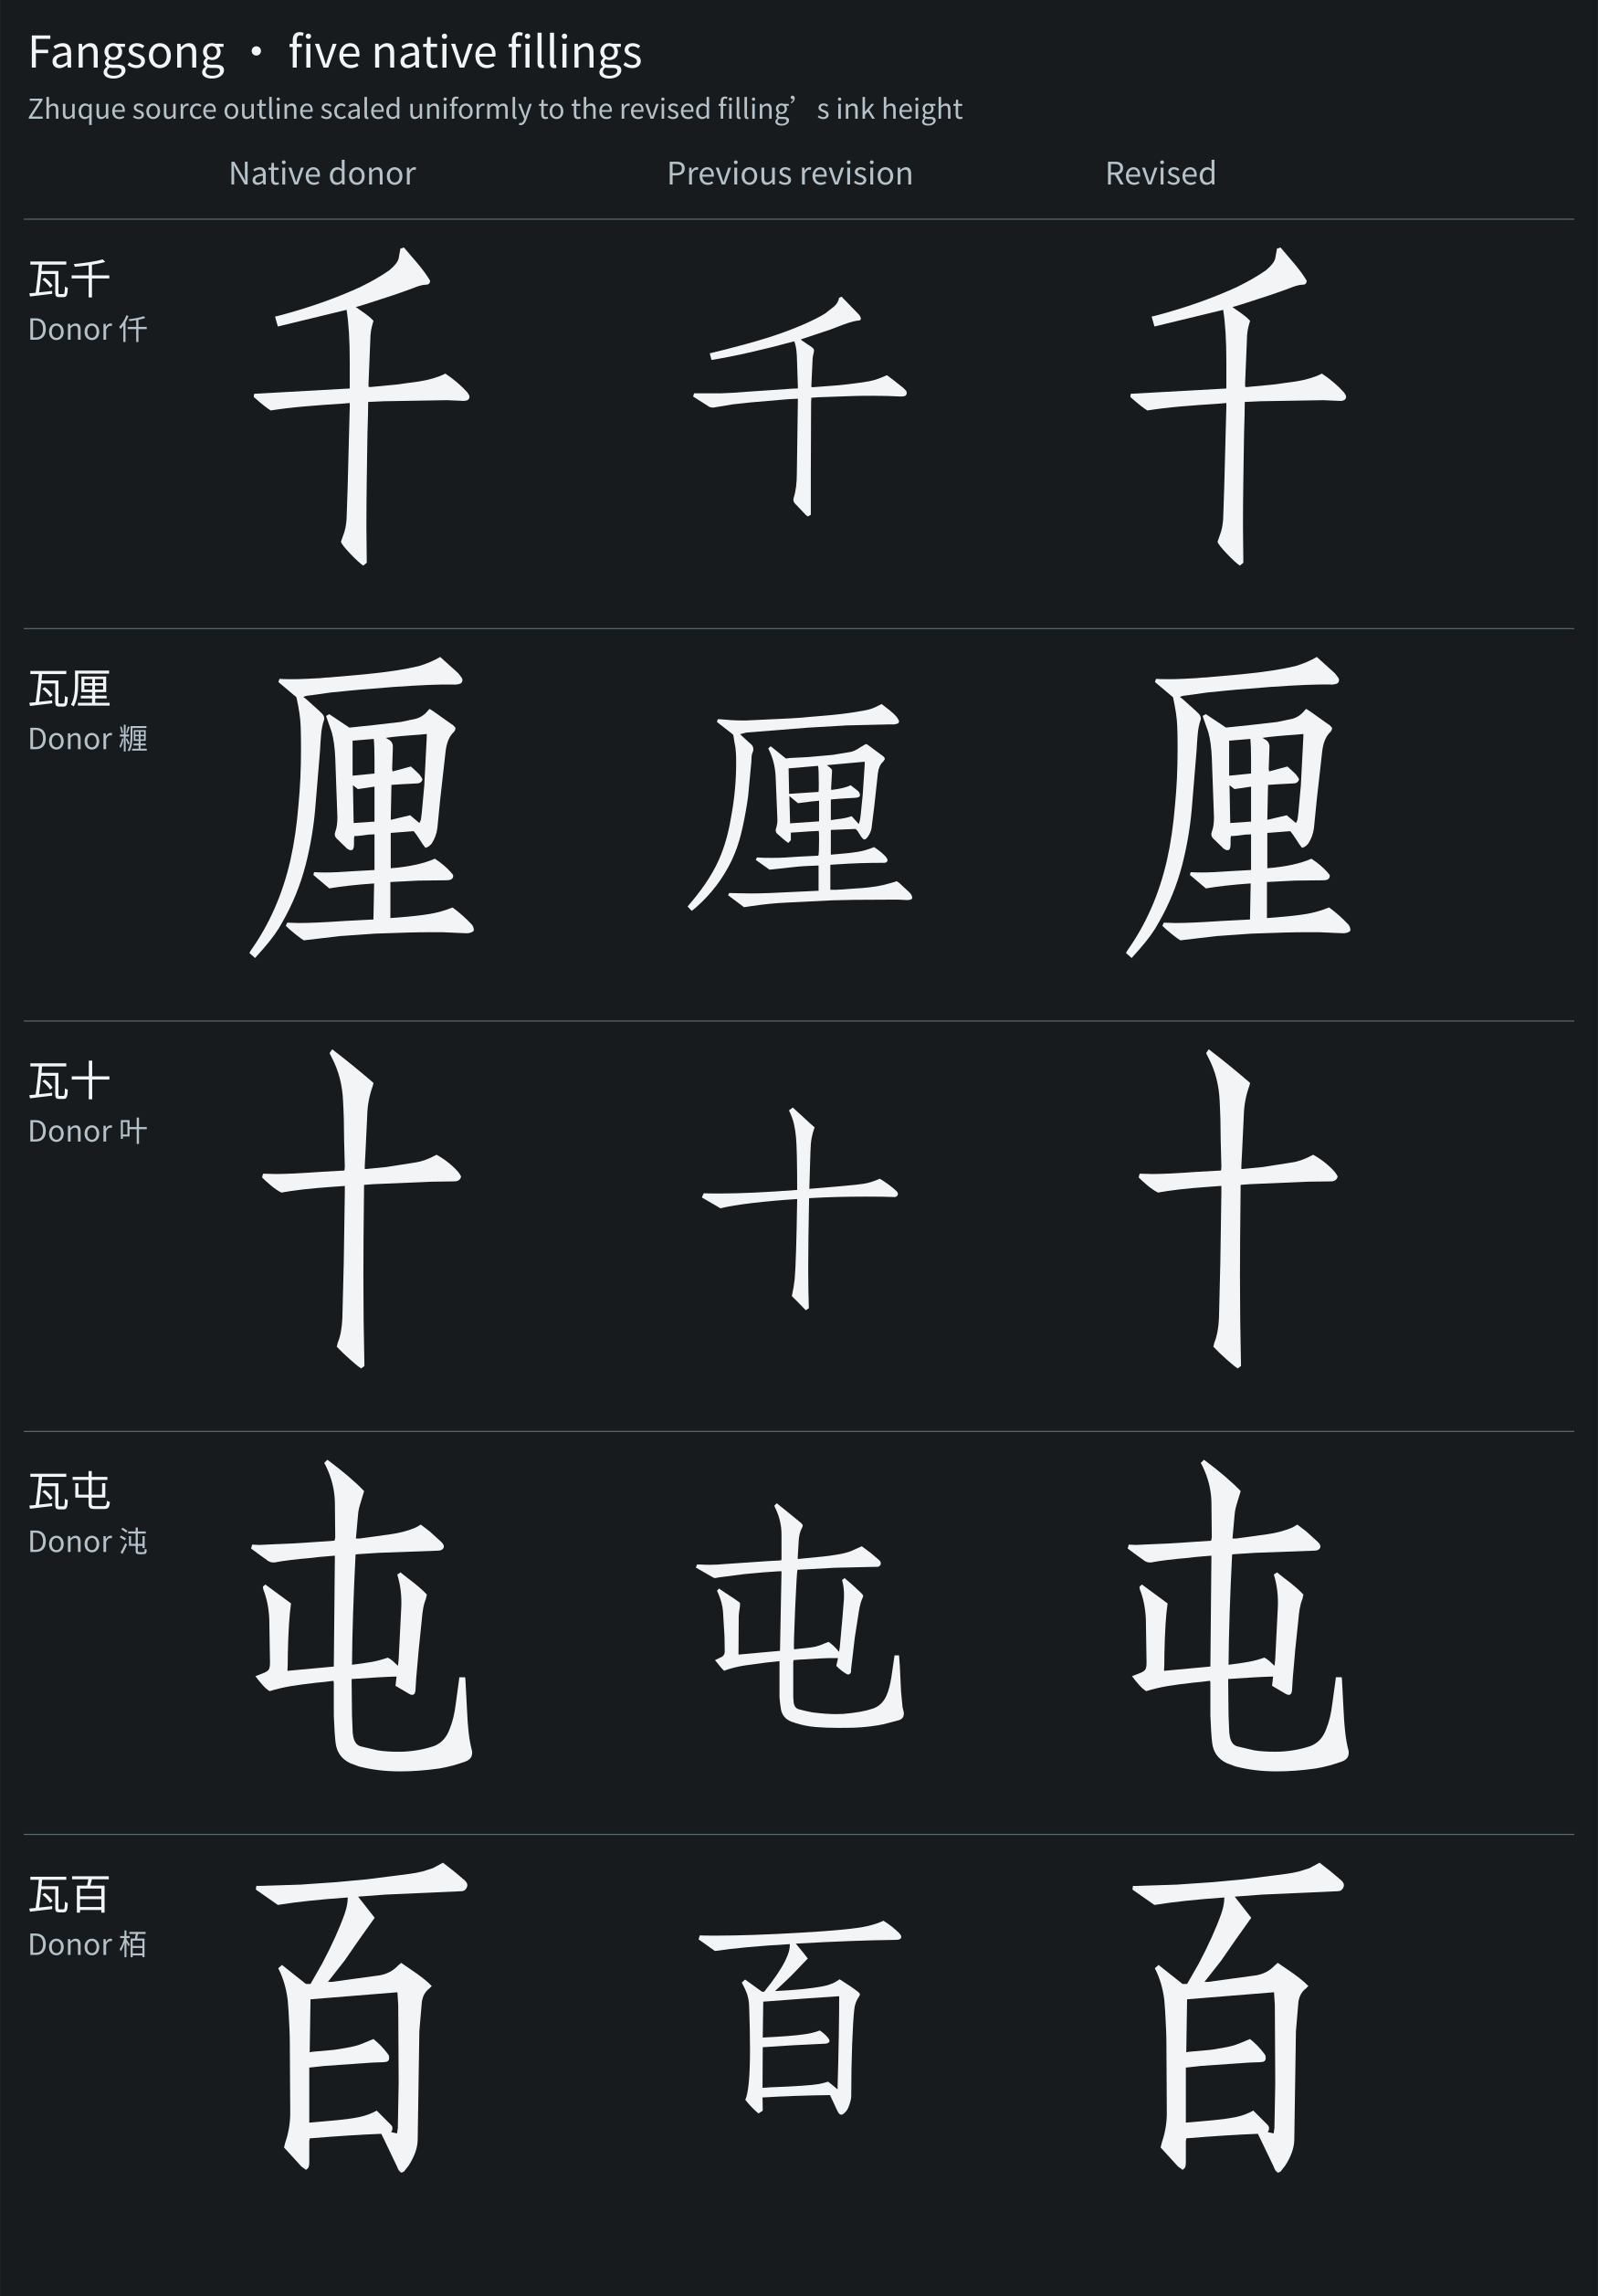 Fangsong · five native fillings
Zhuque source outline scaled uniformly to the revised filling’s ink height
Native donor Previous revision Revised
瓦千
Donor 仟
千 千 千
瓦厘
Donor 糎
厘 厘 厘
瓦十
Donor 叶
十 十 十
瓦屯
Donor 沌
屯 屯 屯
瓦百
Donor 栢
百 百 百